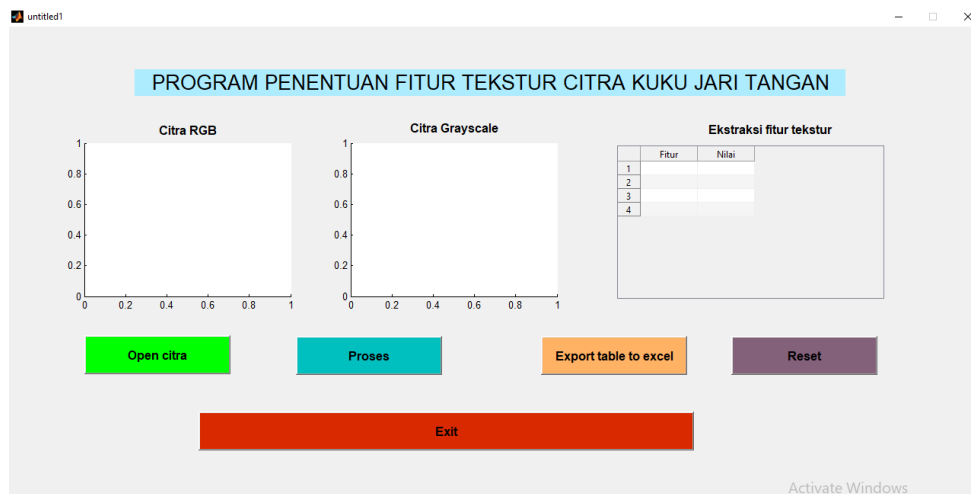 untitled1
PROGRAM PENENTUAN FITUR TEKSTUR CITRA KUKU JARI TANGAN
Citra RGB
1
0.8
0.6
0.4
0.2
0
0 0.2 0.4 0.6 0.8 1
Citra Grayscale
1
0.8
0.6
0.4
0.2
0
0 0.2 0.4 0.6 0.8 1
Ekstraksi fitur tekstur
Fitur Nilai
1
2
3
4
Open citra
Proses
Export table to excel
Reset
Exit
Activate Windows